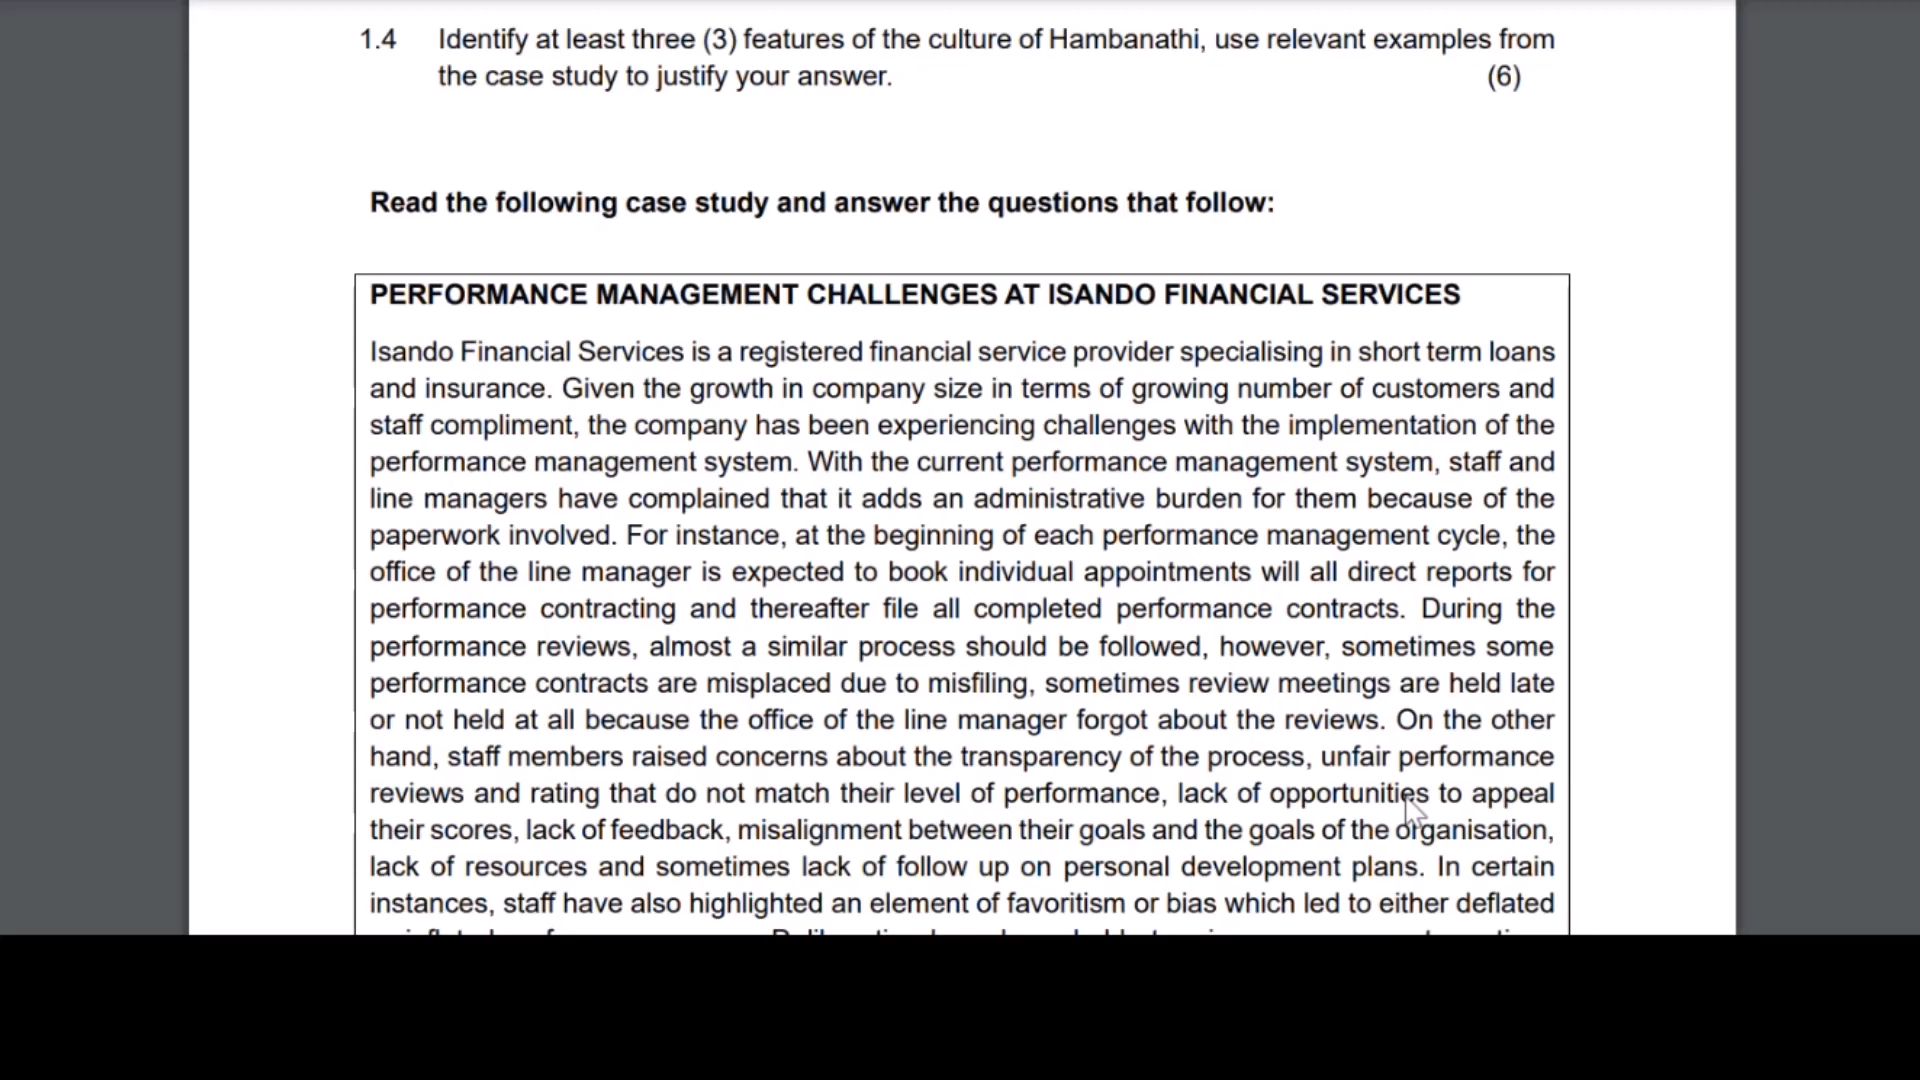 1.4 Identify at least three (3) features of the culture of Hambanathi, use relevant examples from
the case study to justify your answer. (6)
Read the following case study and answer the questions that follow:
PERFORMANCE MANAGEMENT CHALLENGES AT ISANDO FINANCIAL SERVICES
Isando Financial Services is a registered financial service provider specialising in short term loans
and insurance. Given the growth in company size in terms of growing number of customers and
staff compliment, the company has been experiencing challenges with the implementation of the
performance management system. With the current performance management system, staff and
line managers have complained that it adds an administrative burden for them because of the
paperwork involved. For instance, at the beginning of each performance management cycle, the
office of the line manager is expected to book individual appointments will all direct reports for
performance contracting and thereafter file all completed performance contracts. During the
performance reviews, almost a similar process should be followed, however, sometimes some
performance contracts are misplaced due to misfiling, sometimes review meetings are held late
or not held at all because the office of the line manager forgot about the reviews. On the other
hand, staff members raised concerns about the transparency of the process, unfair performance
reviews and rating that do not match their level of performance, lack of opportunities to appeal
their scores, lack of feedback, misalignment between their goals and the goals of the organisation,
lack of resources and sometimes lack of follow up on personal development plans. In certain
instances, staff have also highlighted an element of favoritism or bias which led to either deflated